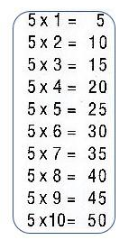 5 x 1 = 5
5 x 2 = 10
5 x 3 = 15
5 x 4 = 20
5 x 5 = 25
5 x 6 = 30
5 x 7 = 35
5 x 8 = 40
5 x 9 = 45
5 x10= 50